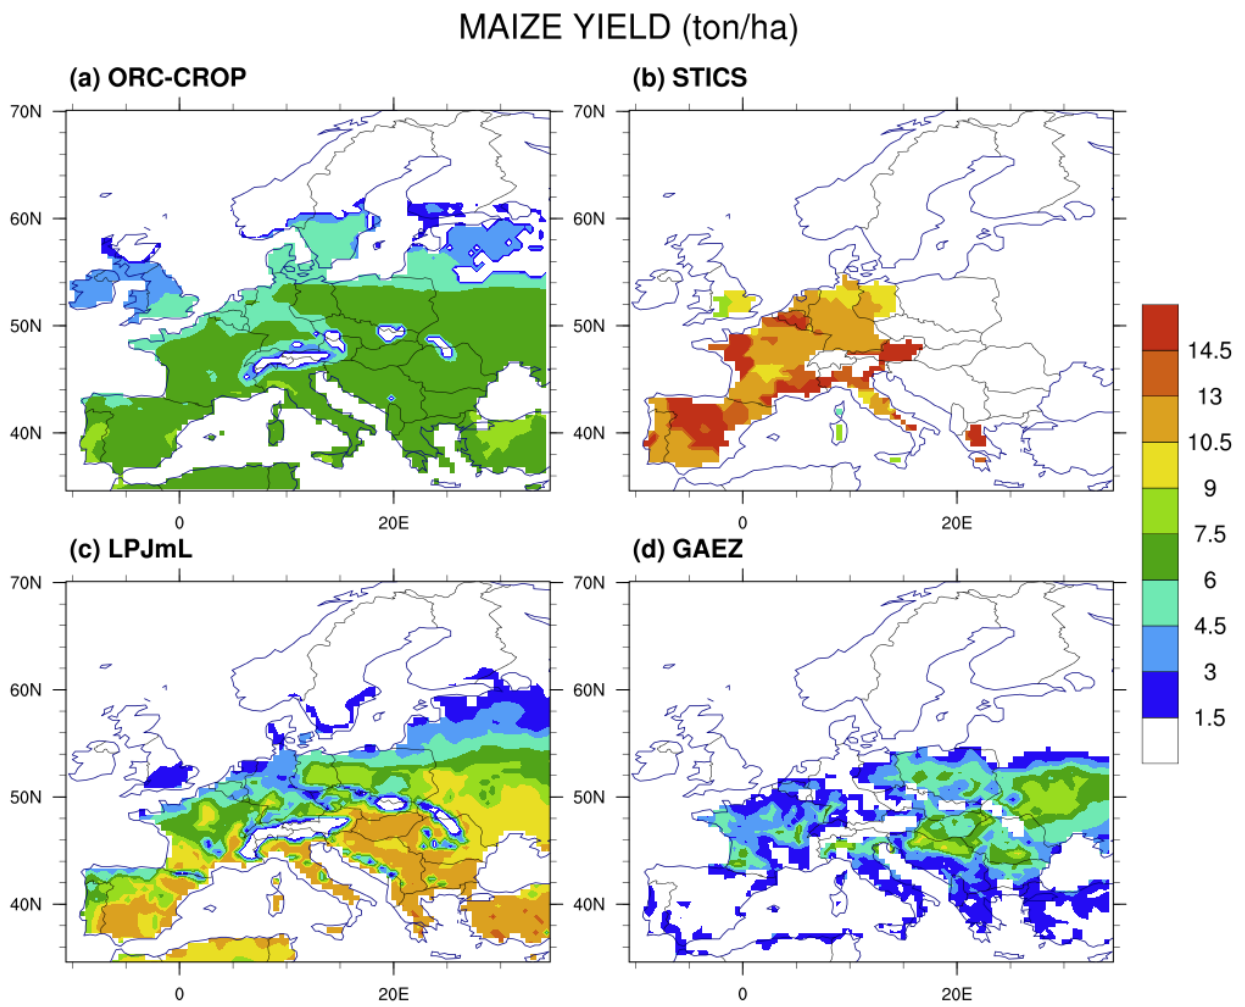 MAIZE YIELD (ton/ha)
(a) ORC-CROP
(b) STICS
70N
60N
50N
40N
0
20E
70N
60N
50N
40N
0
20E
(c) LPJmL
(d) GAEZ
70N
60N
50N
40N
0
20E
70N
60N
50N
40N
0
20E
14.5
13
10.5
9
7.5
6
4.5
3
1.5